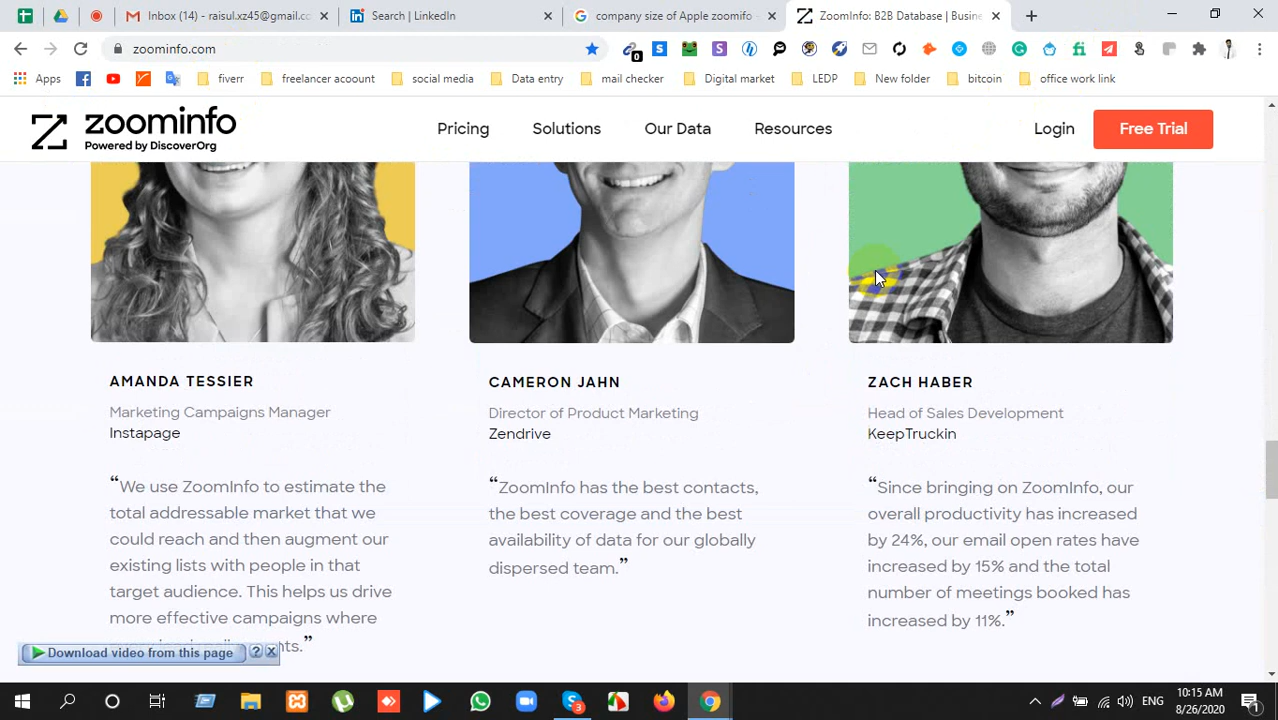 Inbox (14) - raisul.xz45@gmail.cc
Search | LinkedIn
company size of Apple zoomifo
ZoomInfo: B2B Database | Busine
zoominfo.com
0
Apps
fiverr
freelancer acoount
social media
Data entry
mail checker
Digital market
LEDP
New folder
bitcoin
office work link
zoominfo
Powered by DiscoverOrg
Pricing
Solutions
Our Data
Resources
Login
Free Trial
AMANDA TESSIER
Marketing Campaigns Manager
Instapage
“We use ZoomInfo to estimate the
total addressable market that we
could reach and then augment our
existing lists with people in that
target audience. This helps us drive
more effective campaigns where
nts.”
CAMERON JAHN
Director of Product Marketing
Zendrive
“ZoomInfo has the best contacts,
the best coverage and the best
availability of data for our globally
dispersed team.”
ZACH HABER
Head of Sales Development
KeepTruckin
“Since bringing on ZoomInfo, our
overall productivity has increased
by 24%, our email open rates have
increased by 15% and the total
number of meetings booked has
increased by 11%.”
Download video from this page
?
3
ENG
10:15 AM
8/26/2020
1